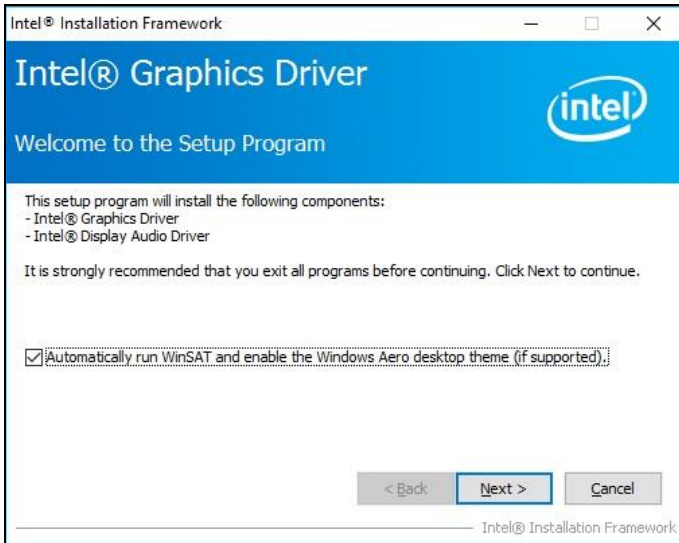 Intel® Installation Framework
Intel® Graphics Driver
intel
Welcome to the Setup Program
This setup program will install the following components:
- Intel® Graphics Driver
- Intel® Display Audio Driver
It is strongly recommended that you exit all programs before continuing. Click Next to continue.
Automatically run WinSAT and enable the Windows Aero desktop theme (if supported).
< Back
Next >
Cancel
Intel® Installation Framework